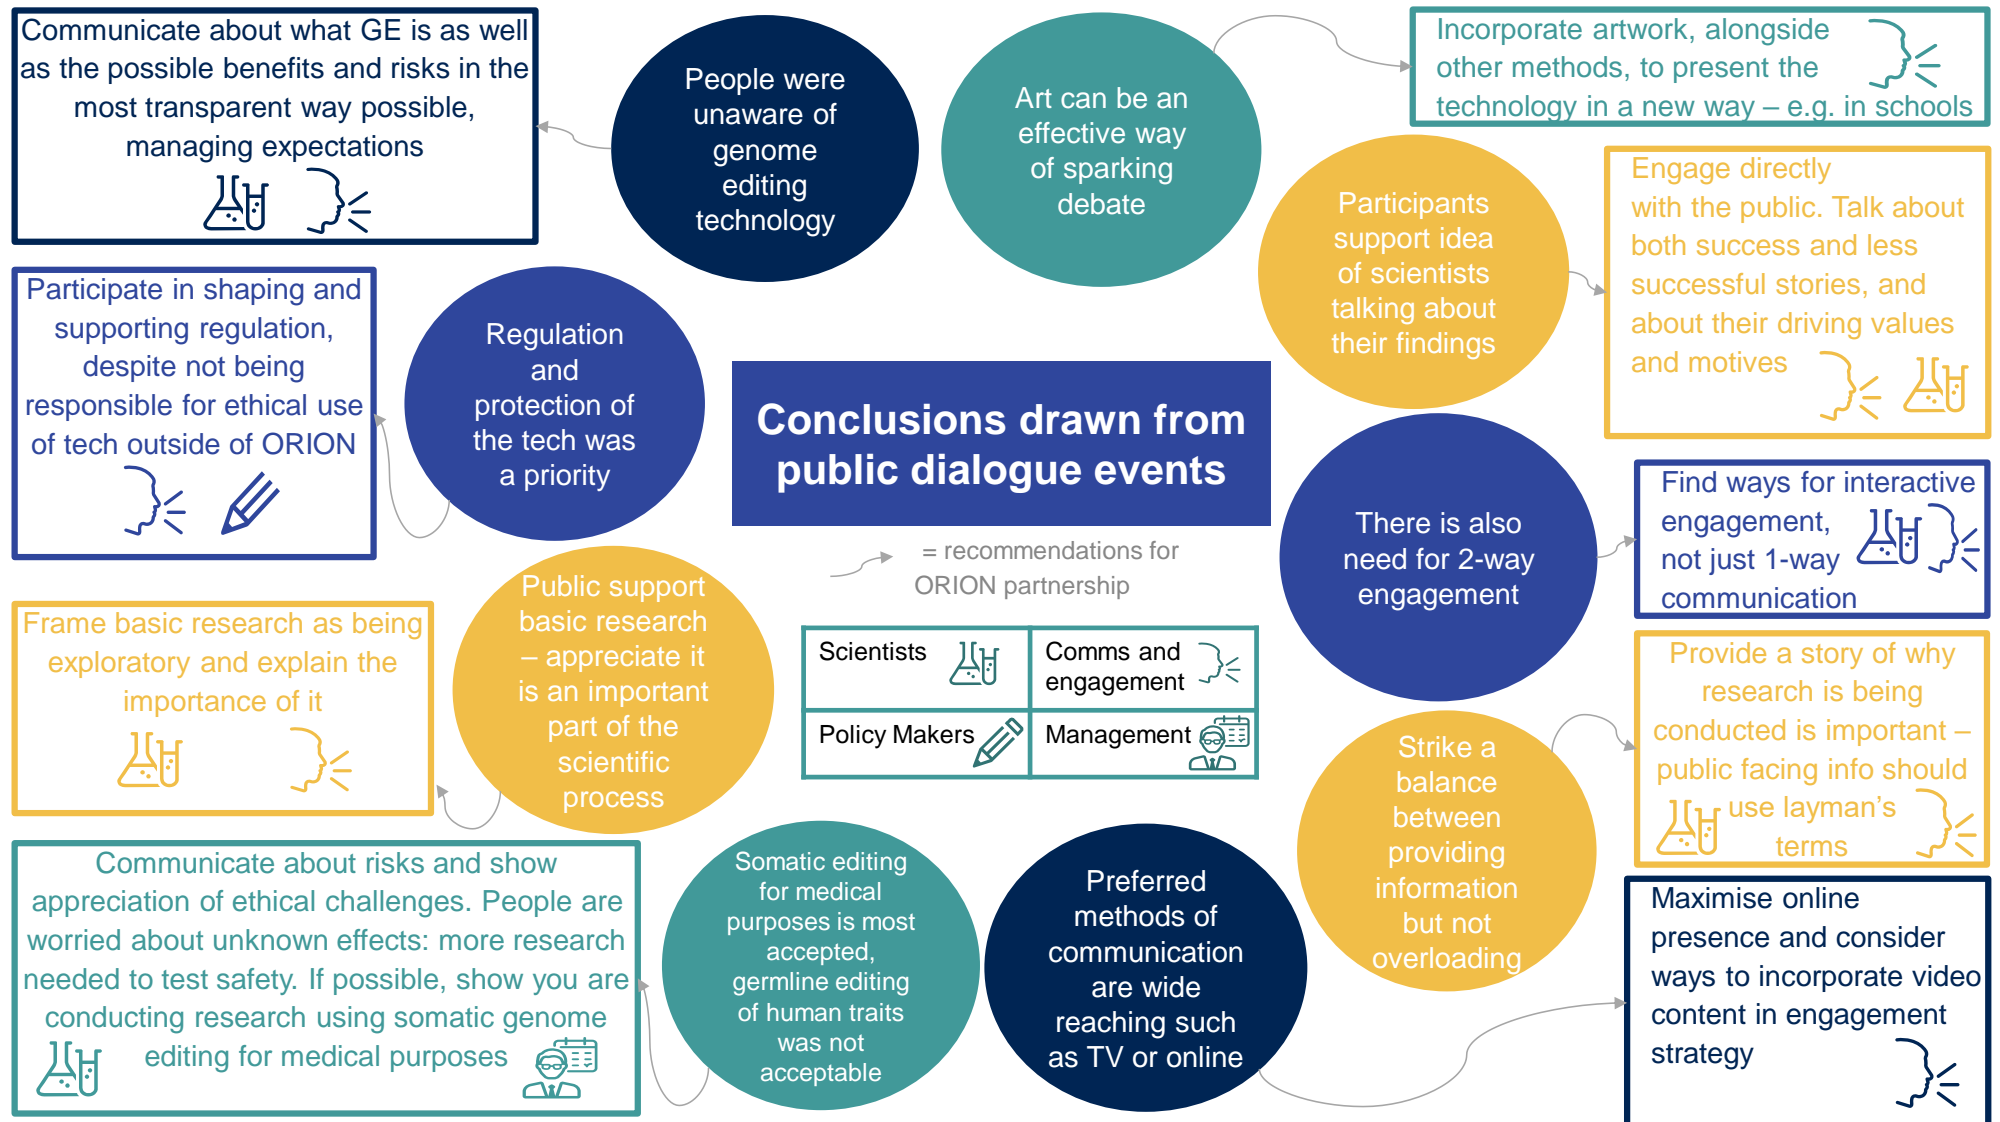 Communicate about what GE is as well
as the possible benefits and risks in the
most transparent way possible,
managing expectations
People were
unaware of
genome
editing
technology
Art can be an
effective way
of sparking
debate
Incorporate artwork, alongside
other methods, to present the
technology in a new way – e.g. in schools
Participants
support idea
of scientists
talking about
their findings
Engage directly
with the public. Talk about
both success and less
successful stories, and
about their driving values
and motives
Participate in shaping and
supporting regulation,
despite not being
responsible for ethical use
of tech outside of ORION
Regulation
and
protection of
the tech was
a priority
Conclusions drawn from
public dialogue events
= recommendations for
ORION partnership
There is also
need for 2-way
engagement
Find ways for interactive
engagement,
not just 1-way
communication
Frame basic research as being
exploratory and explain the
importance of it
Public support
basic research
– appreciate it
is an important
part of the
scientific
process
Scientists
Comms and
engagement
Policy Makers
Management
Strike a
balance
between
providing
information
but not
overloading
Provide a story of why
research is being
conducted is important –
public facing info should
use layman’s
terms
Communicate about risks and show
appreciation of ethical challenges. People are
worried about unknown effects: more research
needed to test safety. If possible, show you are
conducting research using somatic genome
editing for medical purposes
Somatic editing
for medical
purposes is most
accepted,
germline editing
of human traits
was not
acceptable
Preferred
methods of
communication
are wide
reaching such
as TV or online
Maximise online
presence and consider
ways to incorporate video
content in engagement
strategy